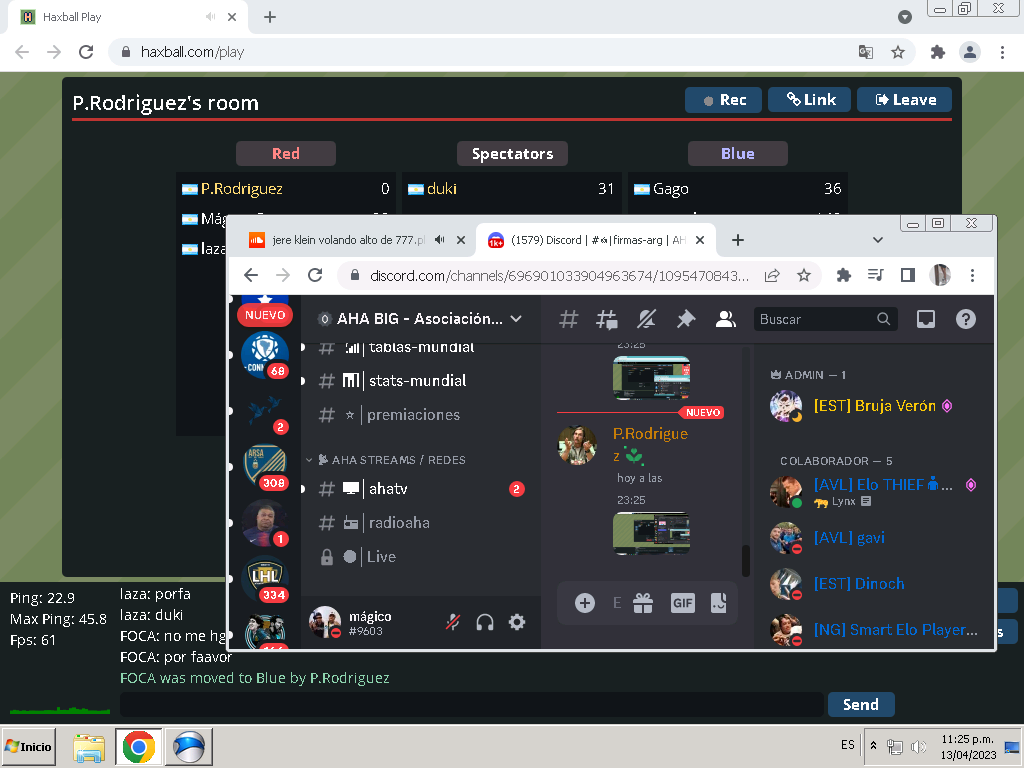 Haxball Play
haxball.com/play
P.Rodriguez's room
Rec
Link
Leave
Red
Spectators
Blue
P.Rodriguez 0
duki 31
Gago 36
laza
jere klein volando alto de 777.pl
(1579) Discord | #✍|firmas-arg | AH
discord.com/channels/696901033904963674/1095470843...
NUEVO
68
2
308
1
334
AHA BIG - Asociación...
tablas-mundial
stats-mundial
premiaciones
AHA STREAMS / REDES
ahatv 2
radioaha
Live
mágico
#9603
Buscar
23:25
NUEVO
P.Rodrigue
z
hoy a las
23:25
E
GIF
ADMIN — 1
[EST] Bruja Verón
COLABORADOR — 5
[AVL] Elo THIEF ...
Lynx
[AVL] gavi
[EST] Dinoch
[NG] Smart Elo Player...
Ping: 22.9
Max Ping: 45.8
Fps: 61
laza: porfa
laza: duki
FOCA: no me hg
FOCA: por faavor
FOCA was moved to Blue by P.Rodriguez
Send
Inicio
ES
11:25 p.m.
13/04/2023